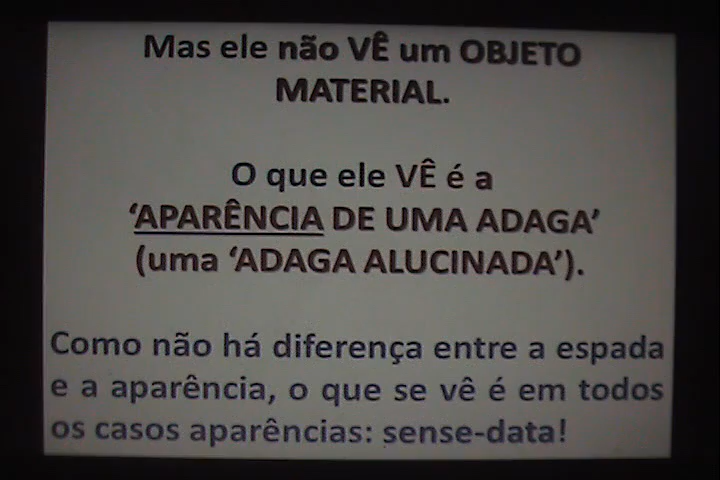 Mas ele não VÊ um OBJETO
MATERIAL.
O que ele VÊ é a
‘APARÊNCIA DE UMA ADAGA’
(uma ‘ADAGA ALUCINADA’).
Como não há diferença entre a espada
e a aparência, o que se vê é em todos
os casos aparências: sense-data!